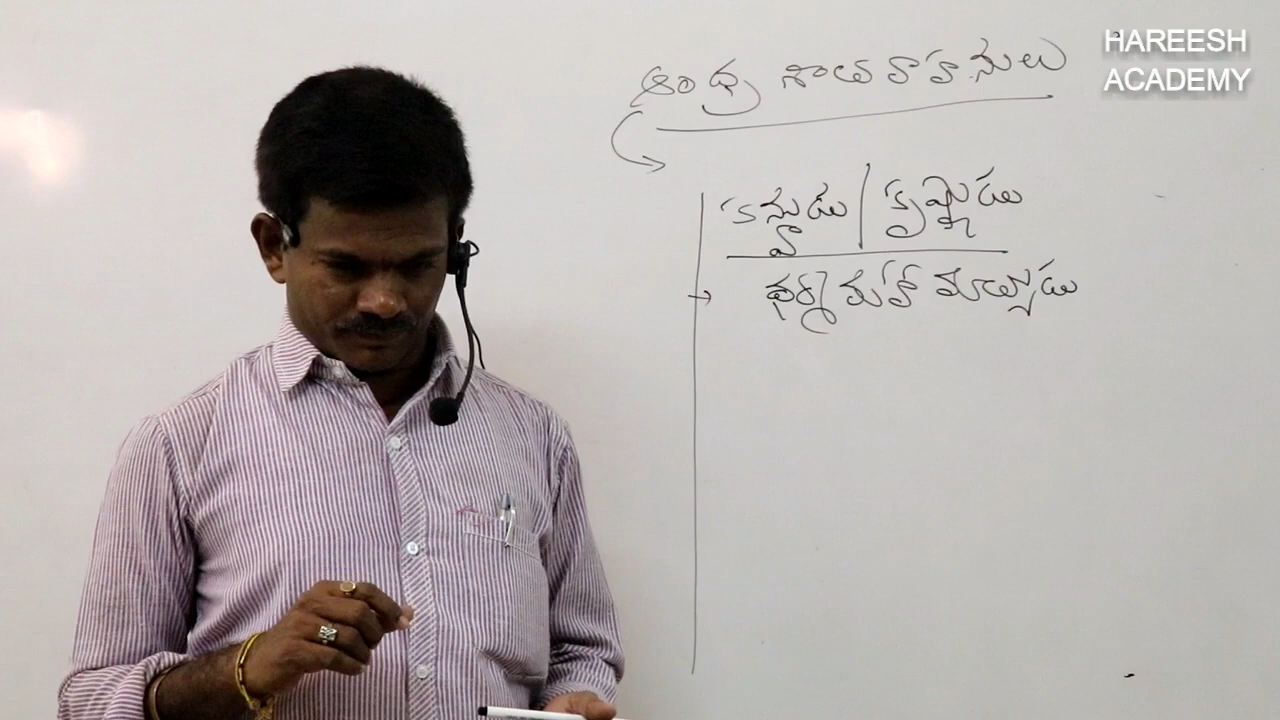 HAREESH
ACADEMY
ఆంధ్ర శాతవాహనులు
కన్హుడు / కృష్ణుడు
ధర్మ మహా మాత్యుడు